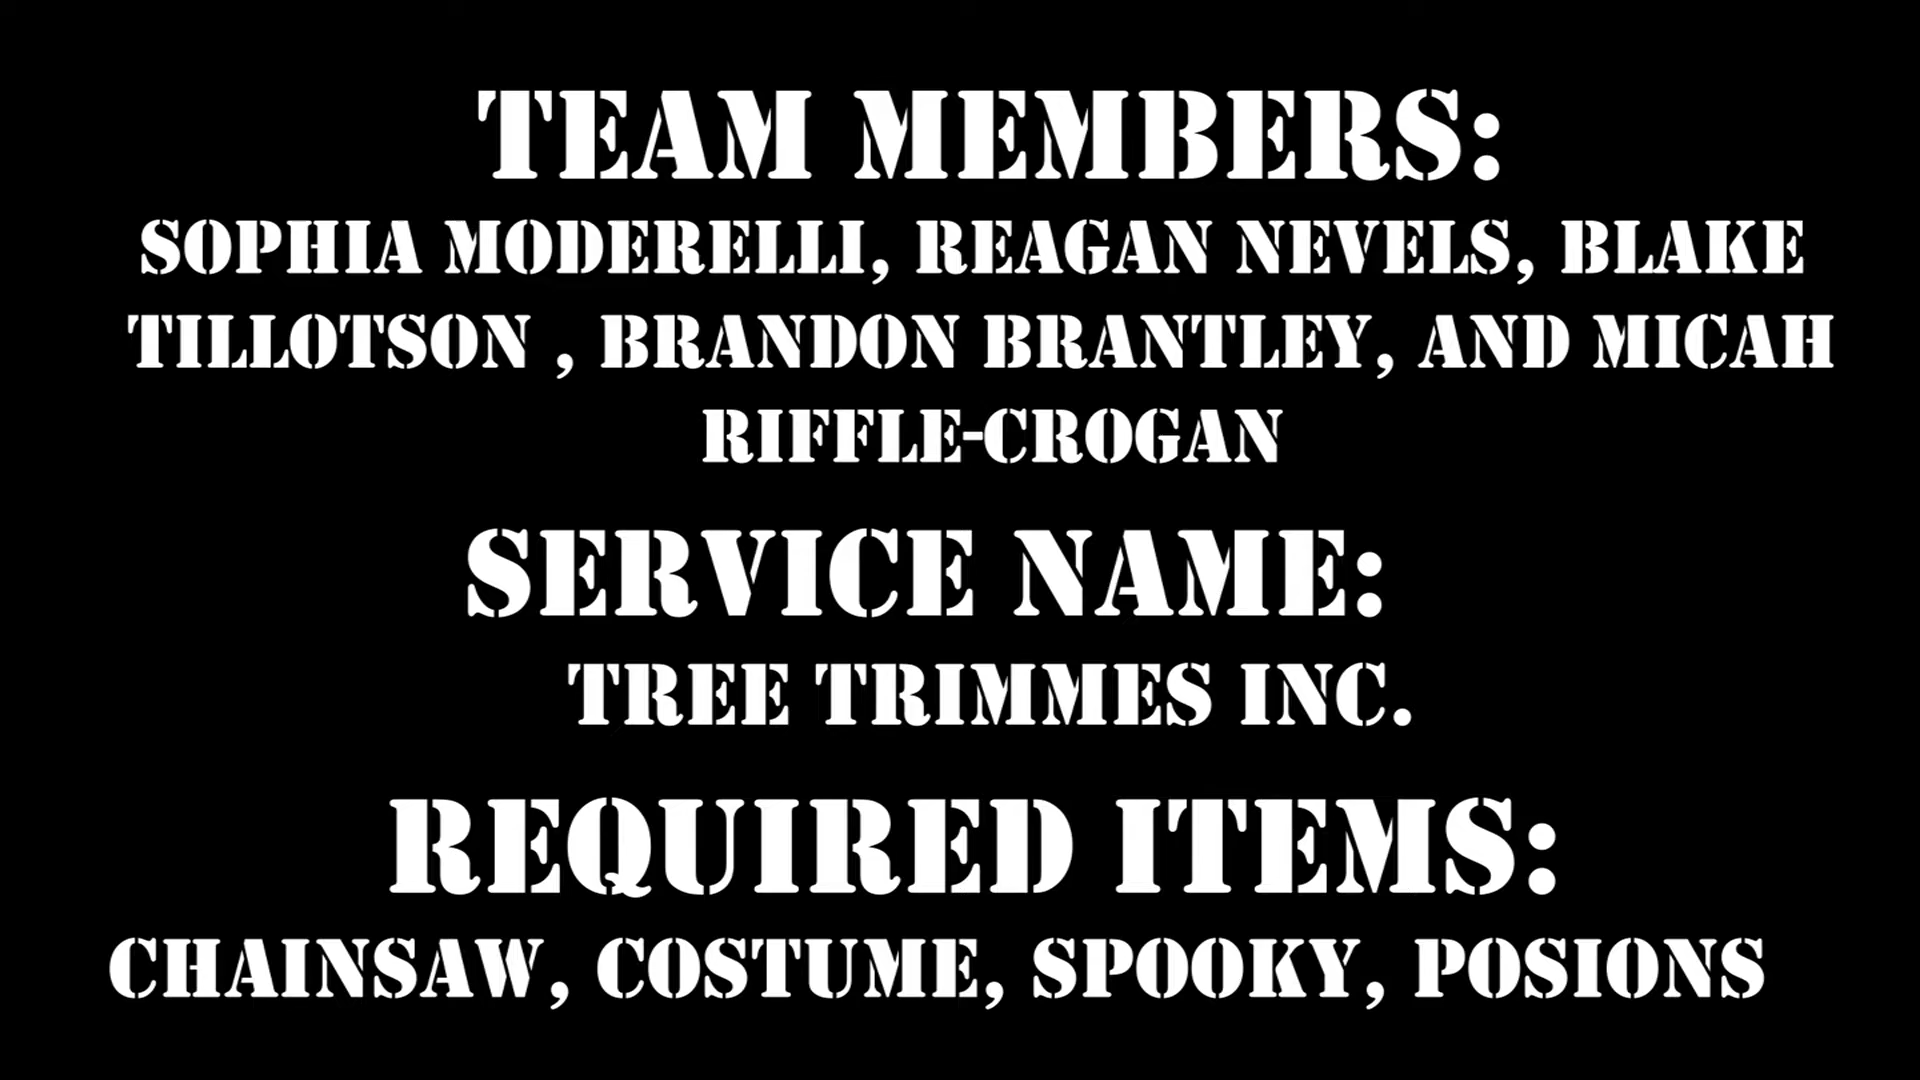 TEAM MEMBERS:
SOPHIA MODERELLI, REAGAN NEVELS, BLAKE
TILLOTSON , BRANDON BRANTLEY, AND MICAH
RIFFLE-CROGAN
SERVICE NAME:
TREE TRIMMES INC.
REQUIRED ITEMS:
CHAINSAW, COSTUME, SPOOKY, POSIONS